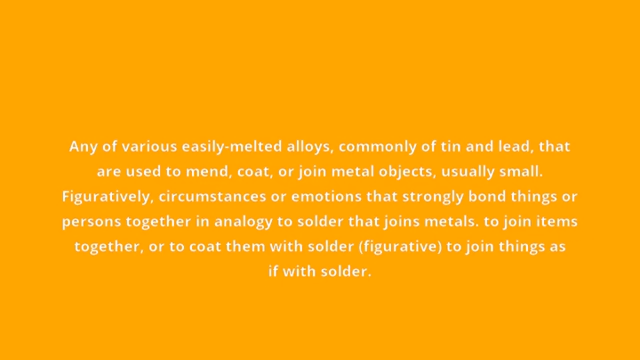 Any of various easily-melted alloys, commonly of tin and lead, that
are used to mend, coat, or join metal objects, usually small.
Figuratively, circumstances or emotions that strongly bond things or
persons together in analogy to solder that joins metals. to join items
together, or to coat them with solder (figurative) to join things as
if with solder.